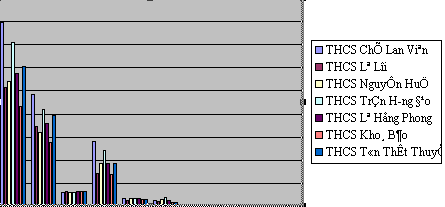 THCS ChÕ Lan Viªn
THCS Lª Lîi
THCS NguyÔn HuÖ
THCS TrÇn H­ng §¹o
THCS Lª Hång Phong
THCS Kho¸ B¶o
THCS T«n ThÊt ThuyÕ